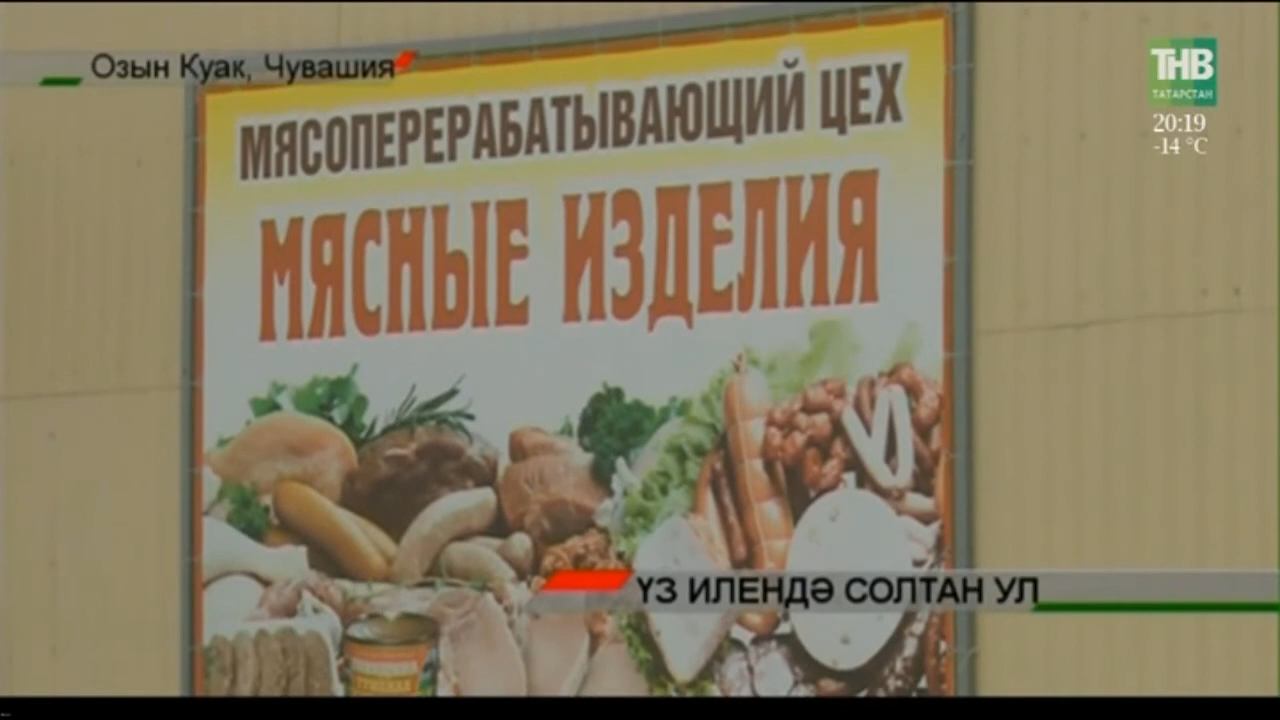 Озын Куак, Чувашия
ТНВ
ТАТАРСТАН
20:19
-14 °C
МЯСОПЕРЕРАБАТЫВАЮЩИЙ ЦЕХ
МЯСНЫЕ ИЗДЕЛИЯ
ҮЗ ИЛЕНДӘ СОЛТАН УЛ